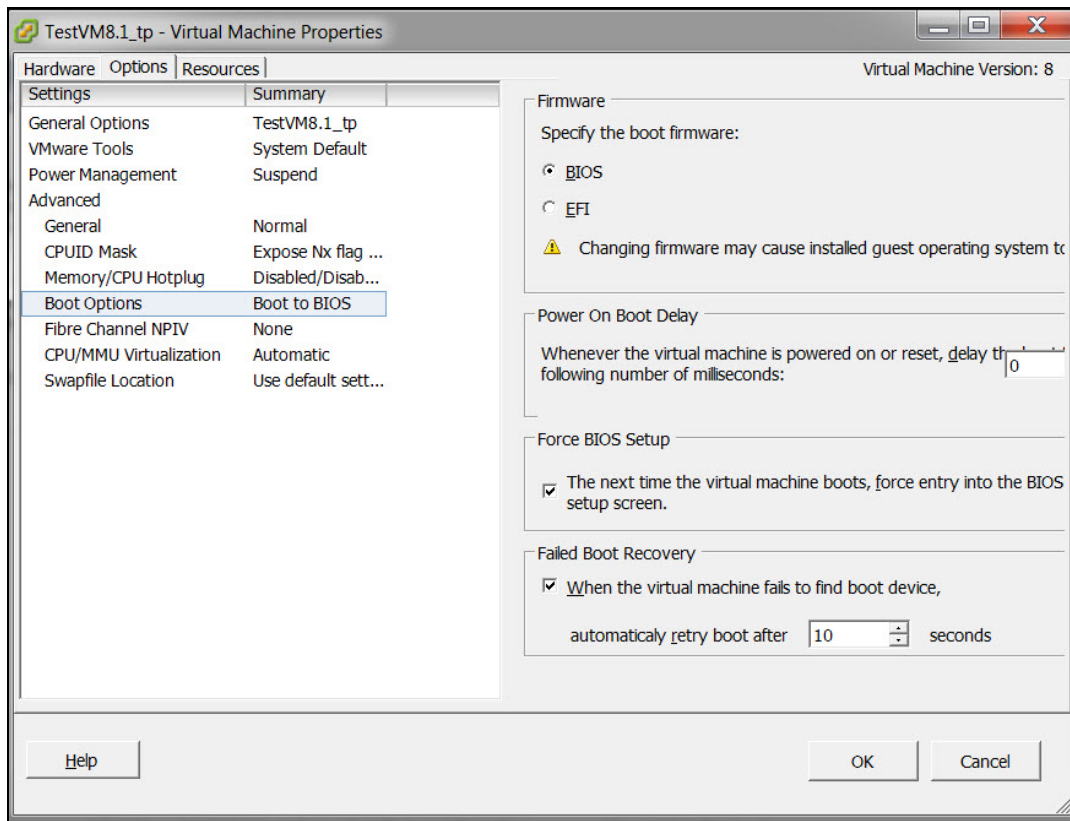 TestVM8.1_tp - Virtual Machine Properties
Hardware Options Resources
Virtual Machine Version: 8
Settings Summary
General Options TestVM8.1_tp
VMware Tools System Default
Power Management Suspend
Advanced
General Normal
CPUID Mask Expose Nx flag ...
Memory/CPU Hotplug Disabled/Disab...
Boot Options Boot to BIOS
Fibre Channel NPIV None
CPU/MMU Virtualization Automatic
Swapfile Location Use default sett...
Firmware
Specify the boot firmware:
BIOS
EFI
Changing firmware may cause installed guest operating system to
Power On Boot Delay
Whenever the virtual machine is powered on or reset, delay
following number of milliseconds:
0
Force BIOS Setup
The next time the virtual machine boots, force entry into the BIOS
setup screen.
Failed Boot Recovery
When the virtual machine fails to find boot device,
automaticaly retry boot after 10 seconds
Help
OK
Cancel